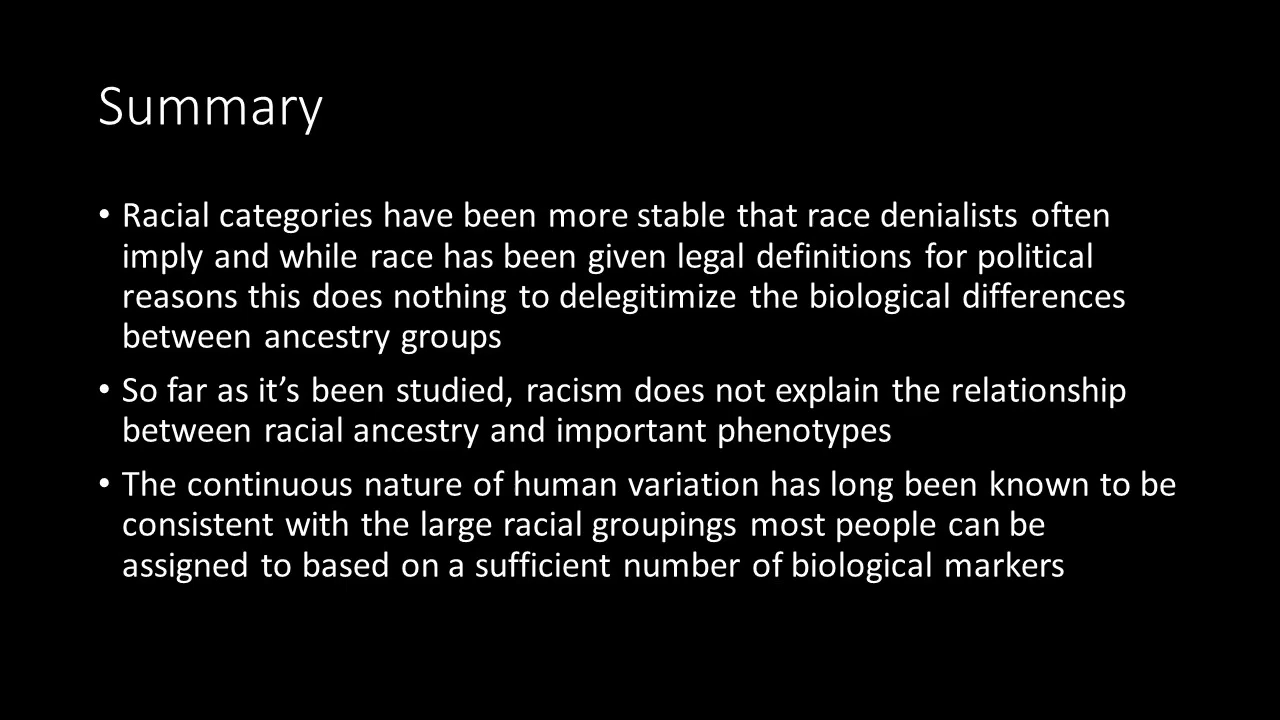 Summary
• Racial categories have been more stable that race denialists often
imply and while race has been given legal definitions for political
reasons this does nothing to delegitimize the biological differences
between ancestry groups
• So far as it’s been studied, racism does not explain the relationship
between racial ancestry and important phenotypes
• The continuous nature of human variation has long been known to be
consistent with the large racial groupings most people can be
assigned to based on a sufficient number of biological markers